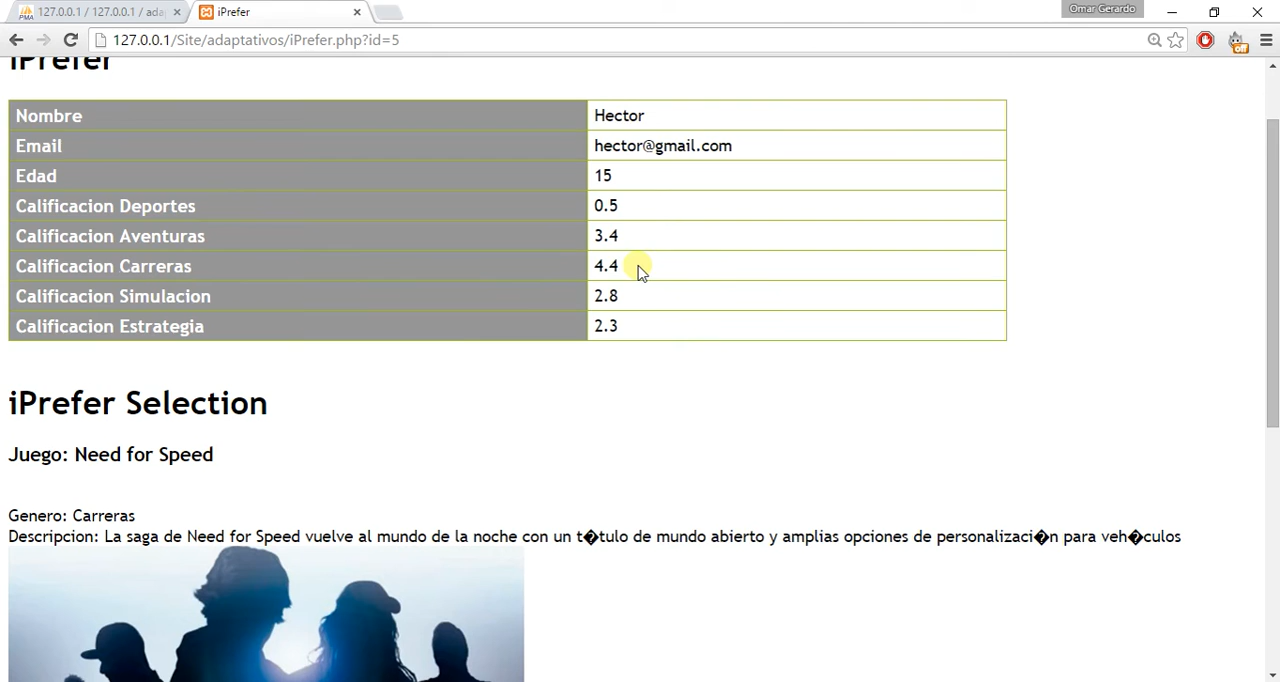 127.0.0.1 / 127.0.0.1 / ada
iPrefer
Omar Gerardo
127.0.0.1/Site/adaptativos/iPrefer.php?id=5
off
iPrefer
Nombre Hector
Email hector@gmail.com
Edad 15
Calificacion Deportes 0.5
Calificacion Aventuras 3.4
Calificacion Carreras 4.4
Calificacion Simulacion 2.8
Calificacion Estrategia 2.3
iPrefer Selection
Juego: Need for Speed
Genero: Carreras
Descripcion: La saga de Need for Speed vuelve al mundo de la noche con un t�tulo de mundo abierto y amplias opciones de personalizaci�n para veh�culos